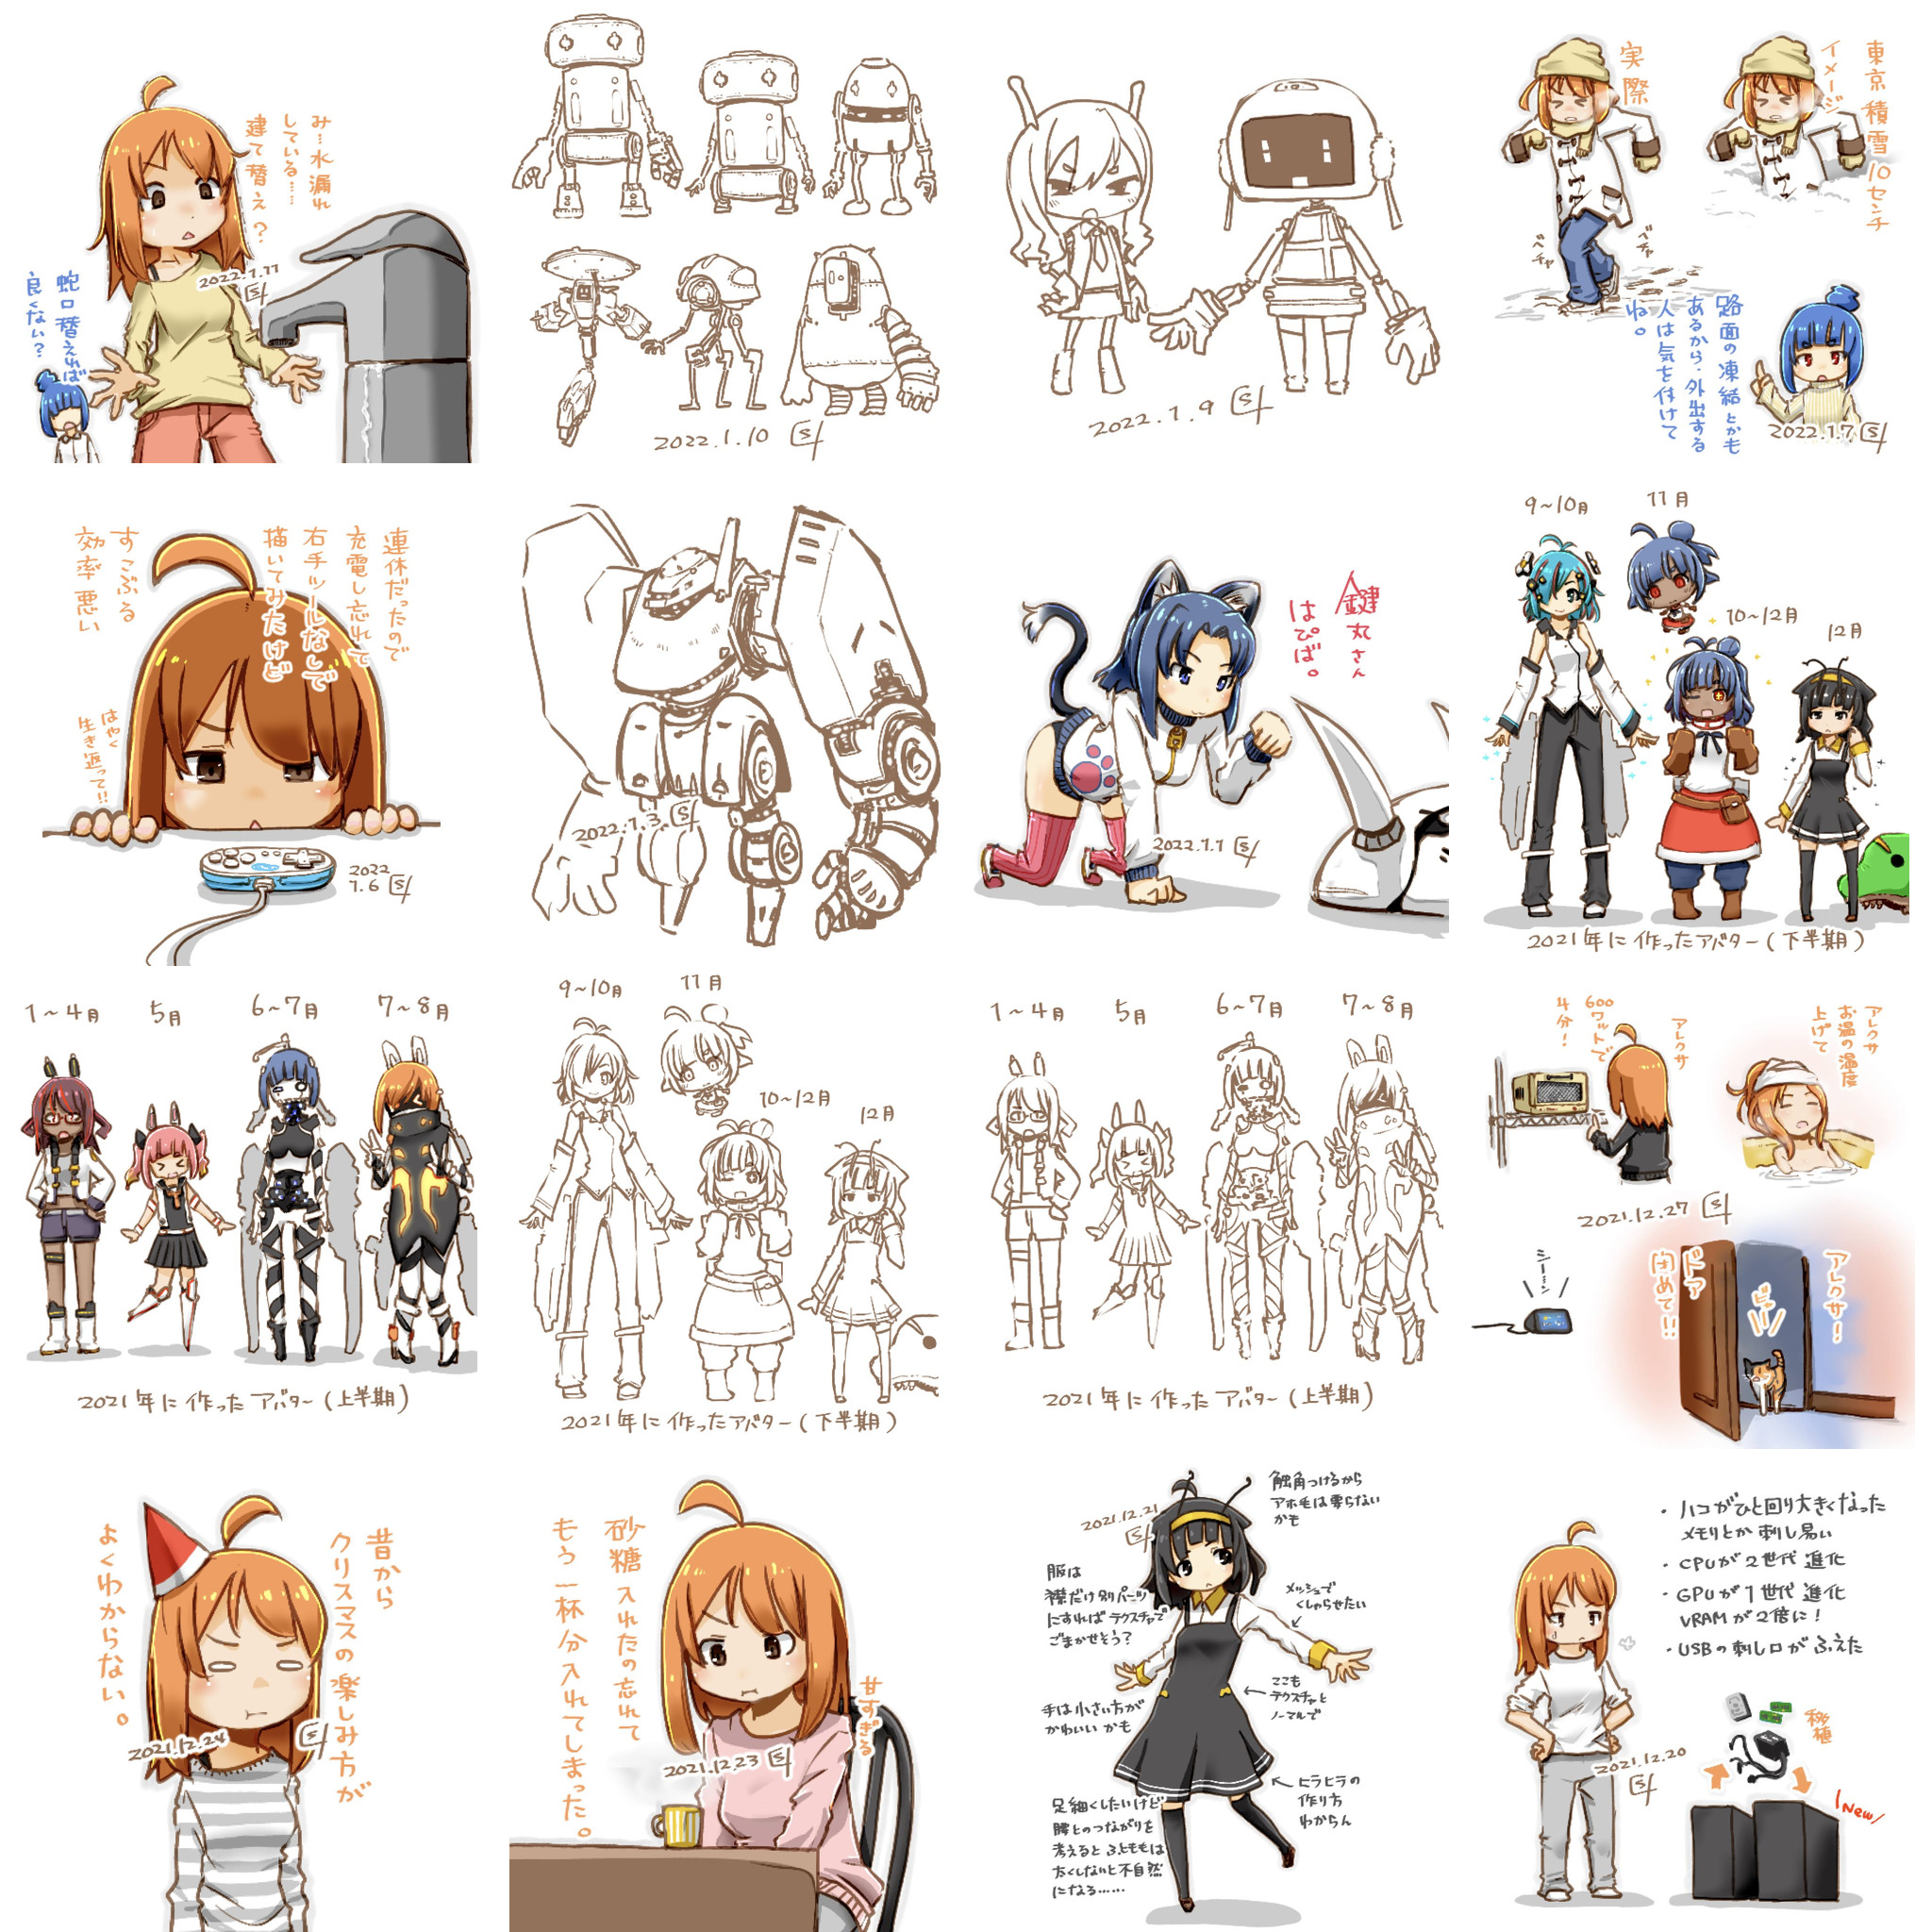 み…水漏れ
している……
建て替え？
2022.1.11
蛇口替えれば
良くない？
2022.1.10
2022.1.9
東京積雪10センチ
イメージ
実際
ベチャ
ベチャ
路面の凍結とかも
あるから、外出する
人は気を付けて
ね。
2022.1.7
連休だったので
充電し忘れて
右手ツールなしで
描いてみたけど
すこぶる
効率悪い
はやく
生き返って!!
2022
1.6
2022.1.3
鍵丸さん
はぴば。
2022.1.1
9~10月
11月
10~12月
12月
2021年に作ったアバター(下半期)
1~4月
5月
6~7月
7~8月
2021年に作ったアバター(上半期)
9~10月
11月
10~12月
12月
2021年に作ったアバター(下半期)
1~4月
5月
6~7月
7~8月
2021年に作ったアバター(上半期)
アレクサ
600
ワットで
4分!
アレクサ
お温の温度
上げて
2021.12.27
シーーン
アレクサ!
ドア
閉めて!!
昔から
クリスマスの楽しみ方が
よくわからない。
2021.12.24
砂糖入れたの忘れて
もう一杯分入れてしまった。
甘すぎる
2021.12.23
2021.12.21
触角つけるから
アホ毛は要らない
かも
服は
襟だけ別パーツ
にすればテクスチャで
ごまかせそう?
メッシュで
くしゃらせたい
手は小さい方が
かわいいかも
ここも
テクスチャと
ノーマルで
ヒラヒラの
作り方
わからん
足細くしたいけど
腰とのつながりを
考えるとふとももは
太くしないと不自然
になる……
・ハコがひと回り大きくなった
メモリとか刺し易い
・CPUが2世代進化
・GPUが1世代進化
VRAMが2倍に!
・USBの刺し口がふえた
移植
2021.12.20
New